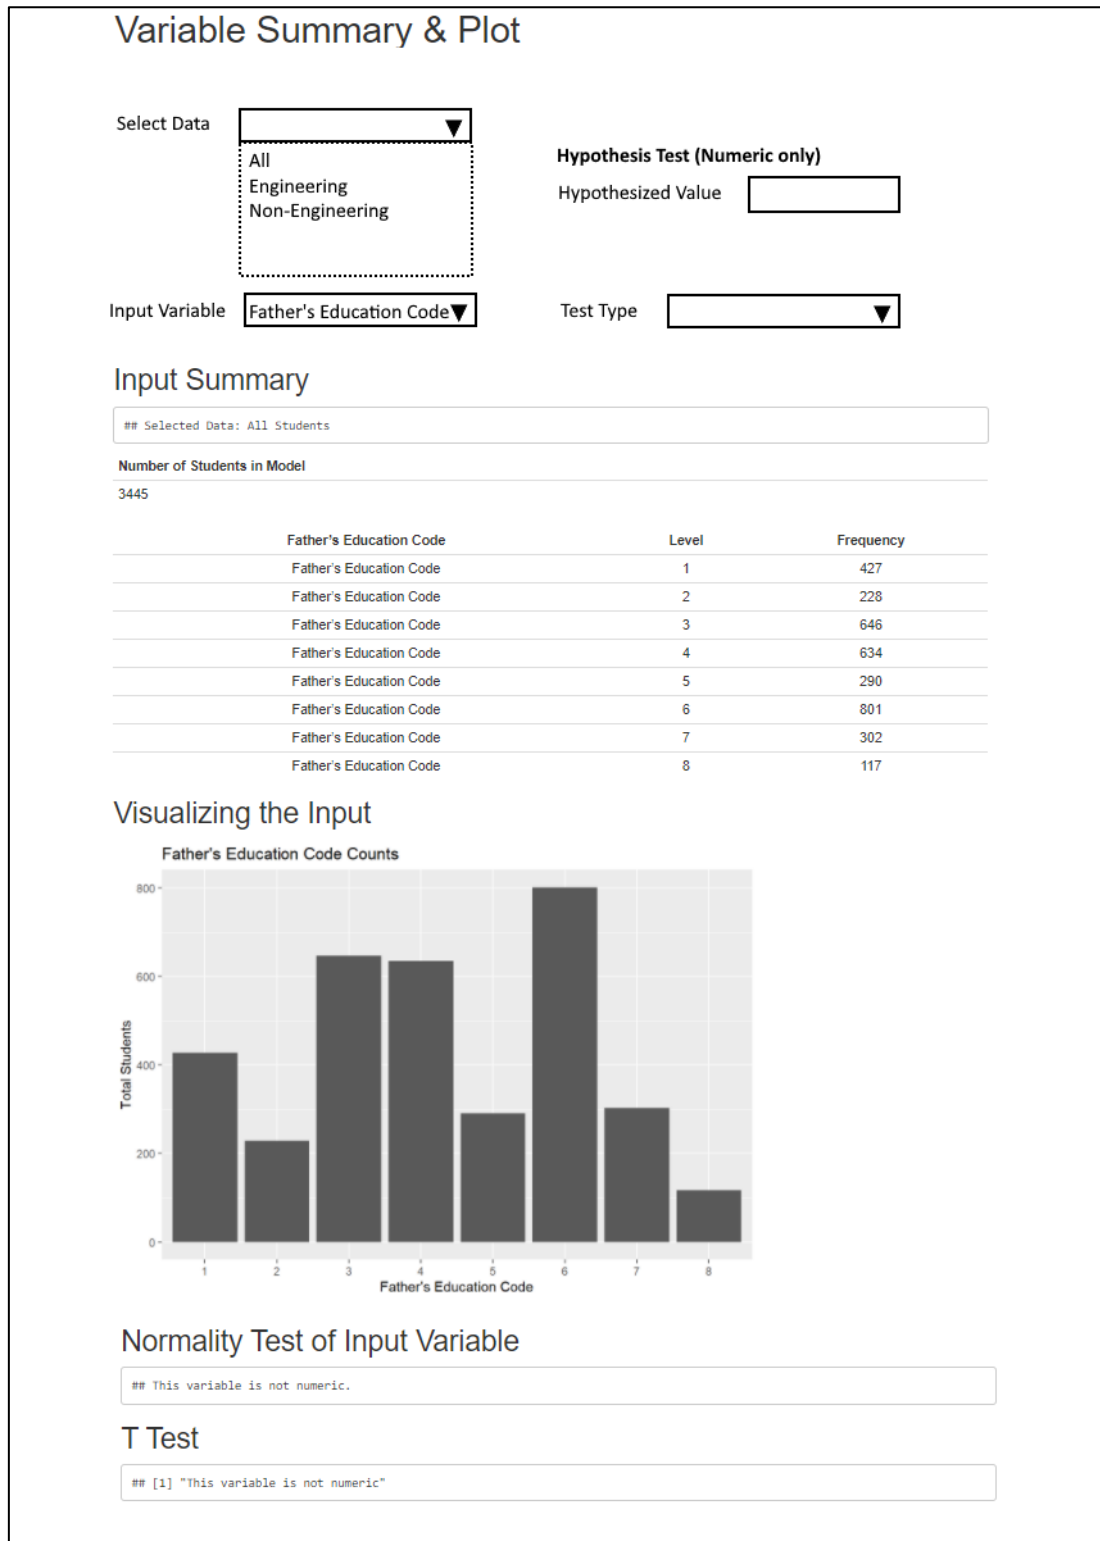 Variable Summary & Plot
Select Data
All
Engineering
Non-Engineering
Hypothesis Test (Numeric only)
Hypothesized Value
Input Variable Father's Education Code
Test Type
Input Summary
## Selected Data: All Students
Number of Students in Model
3445
Father's Education Code Level Frequency
Father's Education Code 1 427
Father's Education Code 2 228
Father's Education Code 3 646
Father's Education Code 4 634
Father's Education Code 5 290
Father's Education Code 6 801
Father's Education Code 7 302
Father's Education Code 8 117
Visualizing the Input
Father's Education Code Counts
Total Students
800
600
400
200
0
1 2 3 4 5 6 7 8
Father's Education Code
Normality Test of Input Variable
## This variable is not numeric.
T Test
## [1] "This variable is not numeric"